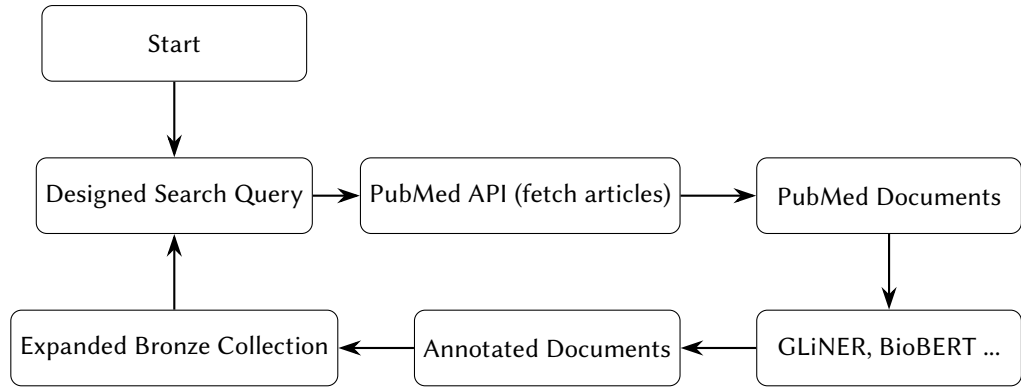 Start
Designed Search Query
PubMed API (fetch articles)
PubMed Documents
Expanded Bronze Collection
Annotated Documents
GLiNER, BioBERT ...